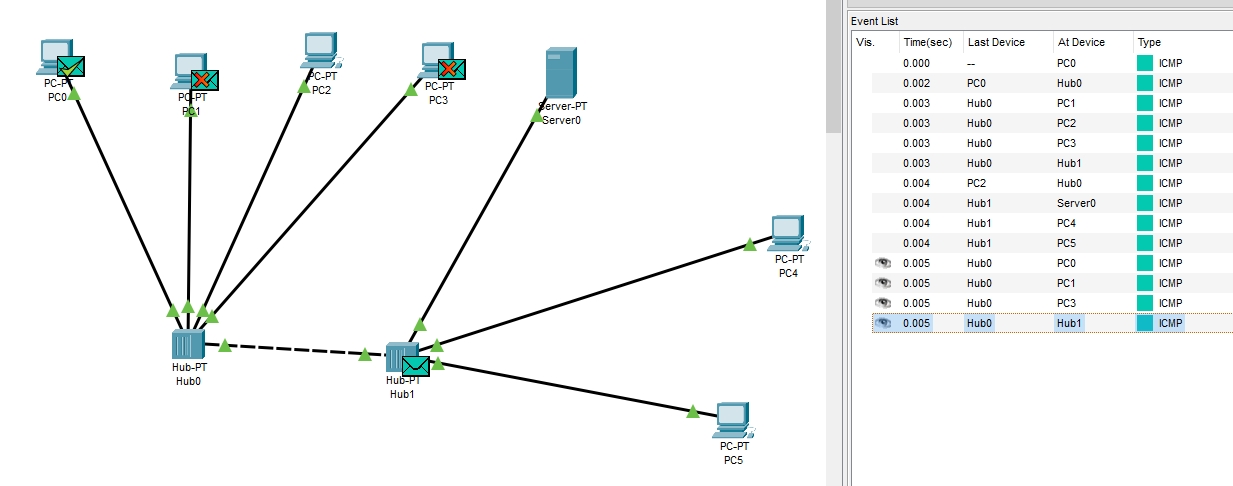 PC-PT
PC0
PC-PT
PC1
PC-PT
PC2
PC-PT
PC3
Server-PT
Server0
PC-PT
PC4
Hub-PT
Hub0
Hub-PT
Hub1
PC-PT
PC5
Event List
Vis. Time(sec) Last Device At Device Type
0.000 -- PC0 ICMP
0.002 PC0 Hub0 ICMP
0.003 Hub0 PC1 ICMP
0.003 Hub0 PC2 ICMP
0.003 Hub0 PC3 ICMP
0.003 Hub0 Hub1 ICMP
0.004 PC2 Hub0 ICMP
0.004 Hub1 Server0 ICMP
0.004 Hub1 PC4 ICMP
0.004 Hub1 PC5 ICMP
0.005 Hub0 PC0 ICMP
0.005 Hub0 PC1 ICMP
0.005 Hub0 PC3 ICMP
0.005 Hub0 Hub1 ICMP